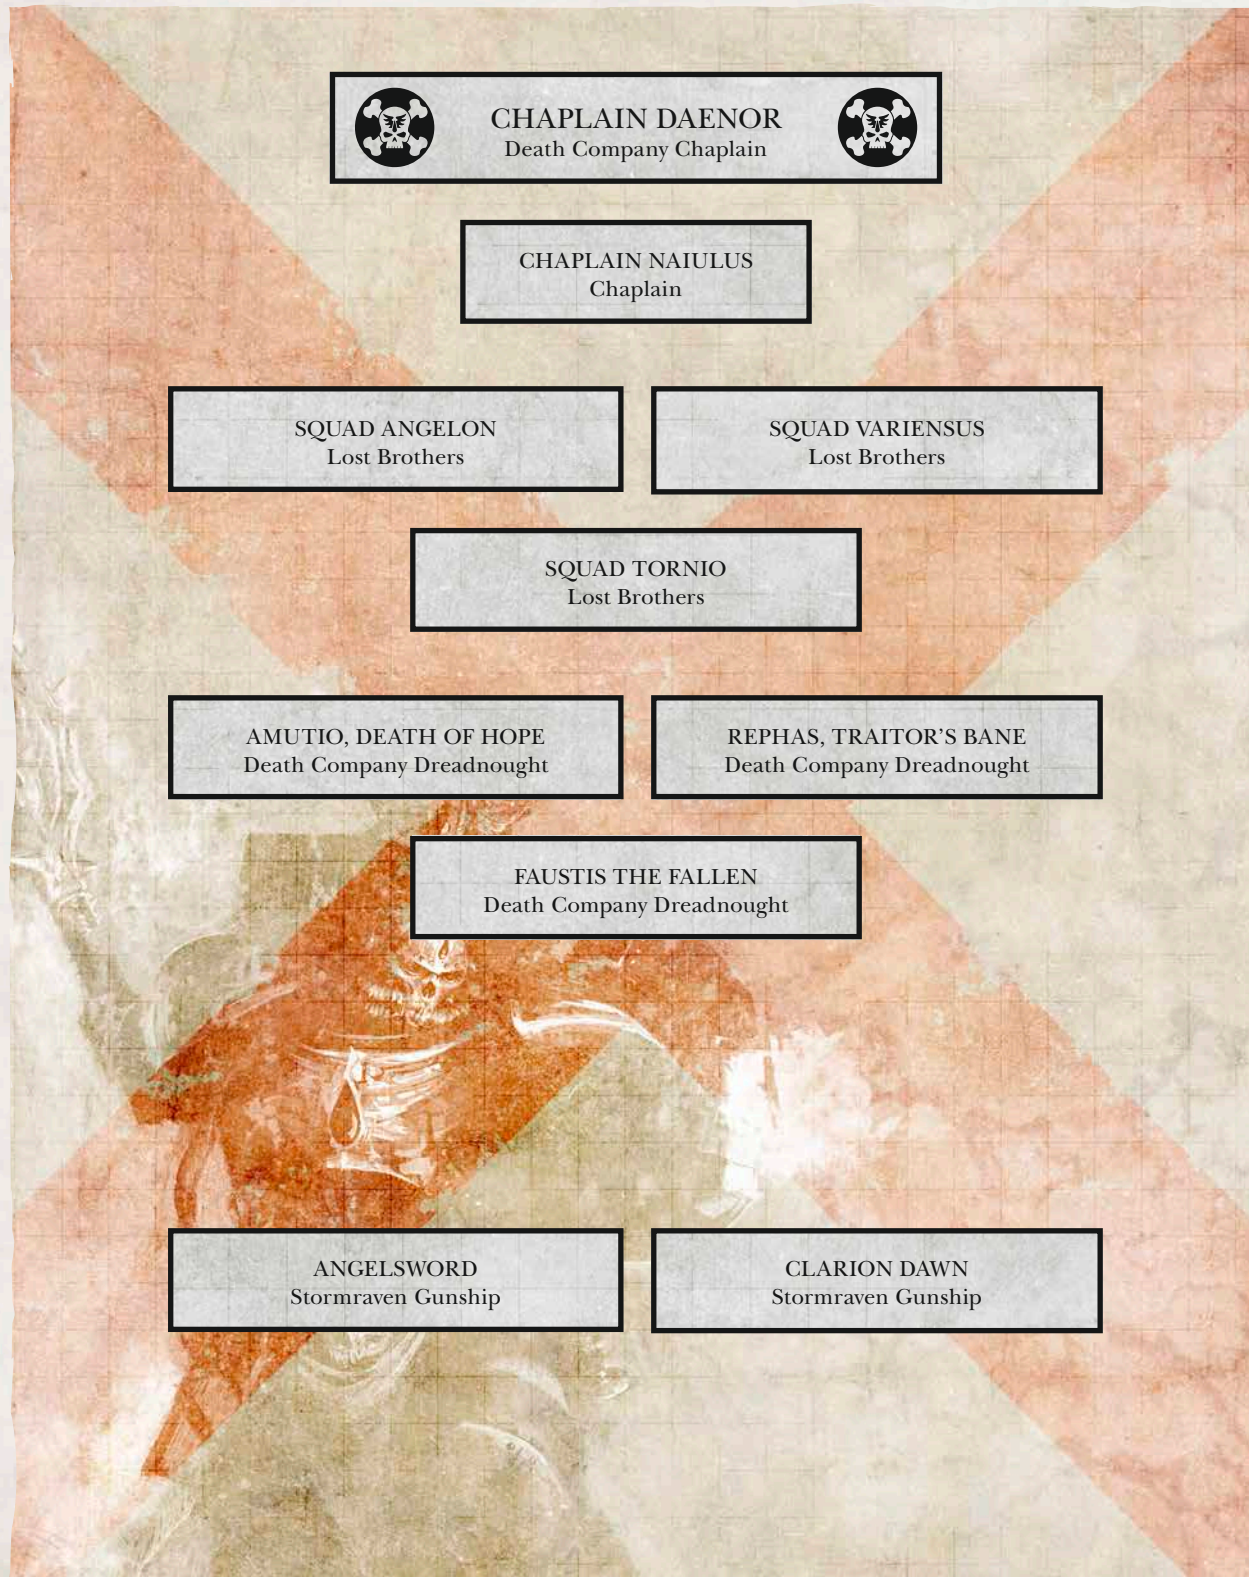 CHAPLAIN DAENOR
Death Company Chaplain
CHAPLAIN NAIULUS
Chaplain
SQUAD ANGELON
Lost Brothers
SQUAD VARIENSUS
Lost Brothers
SQUAD TORNIO
Lost Brothers
AMUTIO, DEATH OF HOPE
Death Company Dreadnought
REPHAS, TRAITOR’S BANE
Death Company Dreadnought
FAUSTIS THE FALLEN
Death Company Dreadnought
ANGELSWORD
Stormraven Gunship
CLARION DAWN
Stormraven Gunship